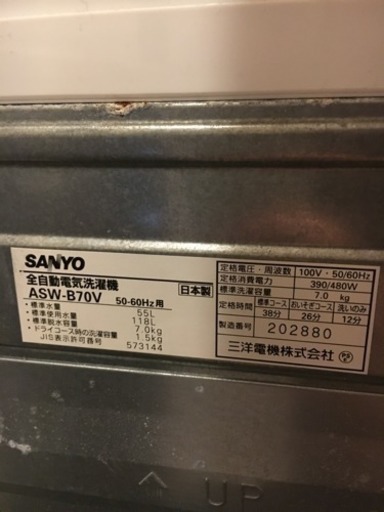 SANYO
全自動電気洗濯機
ASW-B70V 50-60Hz用
日本製
・標準水量 55L
・標準使用水量 118L
・標準脱水容量 7.0kg
・ドライコース時の洗濯容量 1.5kg
JIS表示許可番号 573144
定格電圧・周波数 100V・50/60Hz
定格消費電力 390/480W
7.0 kg
定格時間 標準コース おいそぎコース 洗いのみ
38分 26分 12分
製造番号 202880
三洋電機株式会社
UP